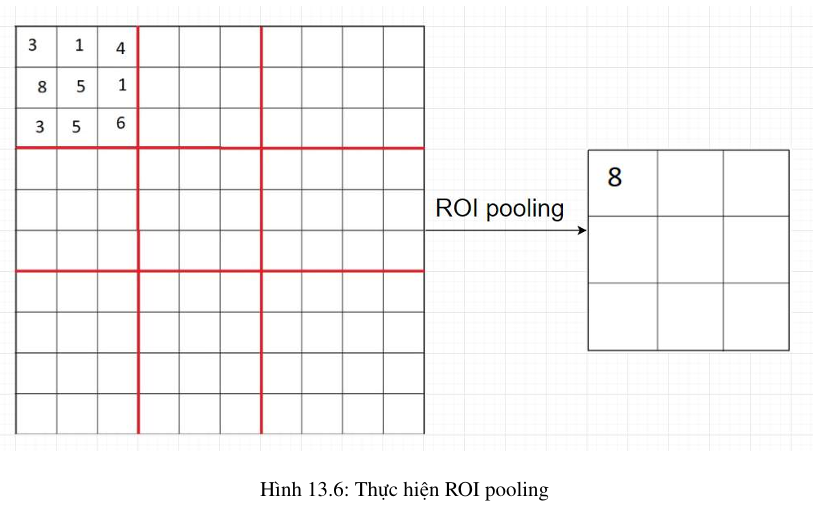 3 1 4
8 5 1
3 5 6
ROI pooling
8
Hình 13.6: Thực hiện ROI pooling